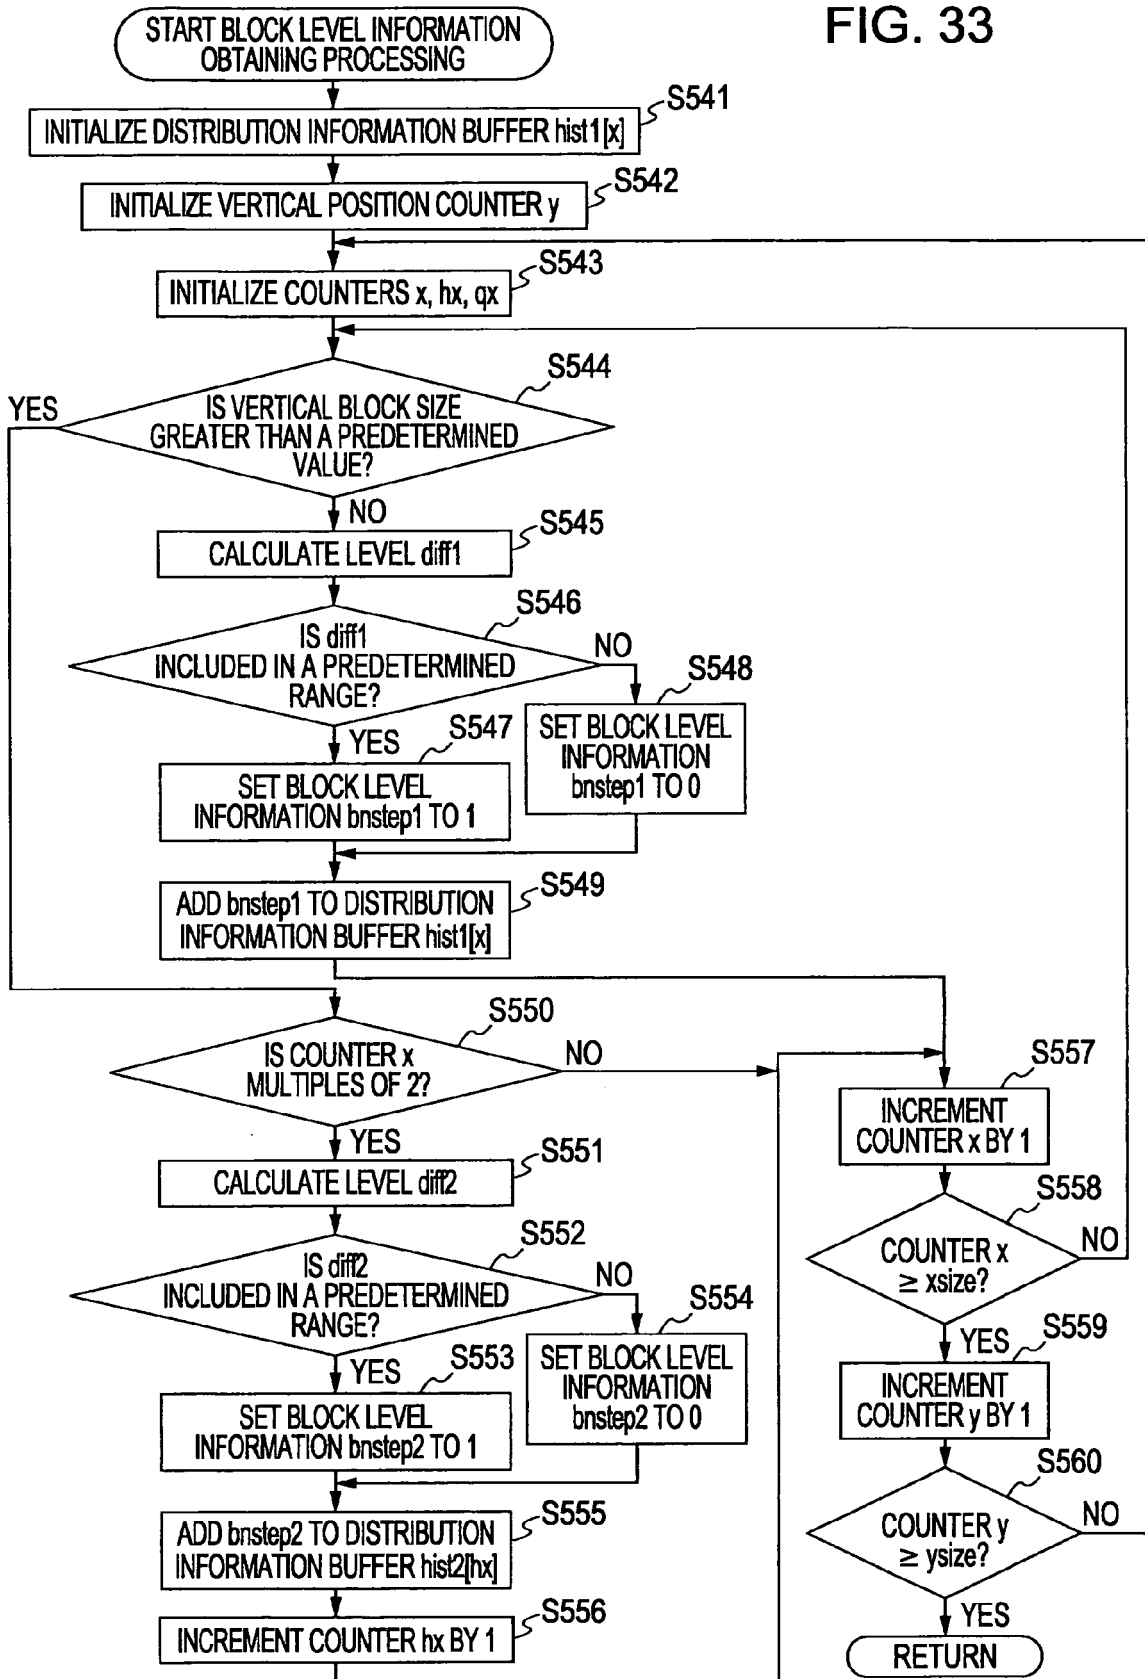 FIG. 33
START BLOCK LEVEL INFORMATION
OBTAINING PROCESSING
S541
INITIALIZE DISTRIBUTION INFORMATION BUFFER hist1[x]
S542
INITIALIZE VERTICAL POSITION COUNTER y
S543
INITIALIZE COUNTERS x, hx, qx
S544
YES
IS VERTICAL BLOCK SIZE
GREATER THAN A PREDETERMINED
VALUE?
NO
S545
CALCULATE LEVEL diff1
S546
IS diff1
INCLUDED IN A PREDETERMINED
RANGE?
NO
S548
SET BLOCK LEVEL
INFORMATION
bnstep1 TO 0
YES
S547
SET BLOCK LEVEL
INFORMATION bnstep1 TO 1
S549
ADD bnstep1 TO DISTRIBUTION
INFORMATION BUFFER hist1[x]
S550
IS COUNTER x
MULTIPLES OF 2?
NO
YES
S551
CALCULATE LEVEL diff2
S552
IS diff2
INCLUDED IN A PREDETERMINED
RANGE?
NO
S554
SET BLOCK LEVEL
INFORMATION
bnstep2 TO 0
YES
S553
SET BLOCK LEVEL
INFORMATION bnstep2 TO 1
S555
ADD bnstep2 TO DISTRIBUTION
INFORMATION BUFFER hist2[hx]
S556
INCREMENT COUNTER hx BY 1
S557
INCREMENT
COUNTER x BY 1
S558
COUNTER x
≥ xsize?
NO
YES
S559
INCREMENT
COUNTER y BY 1
S560
COUNTER y
≥ ysize?
NO
YES
RETURN